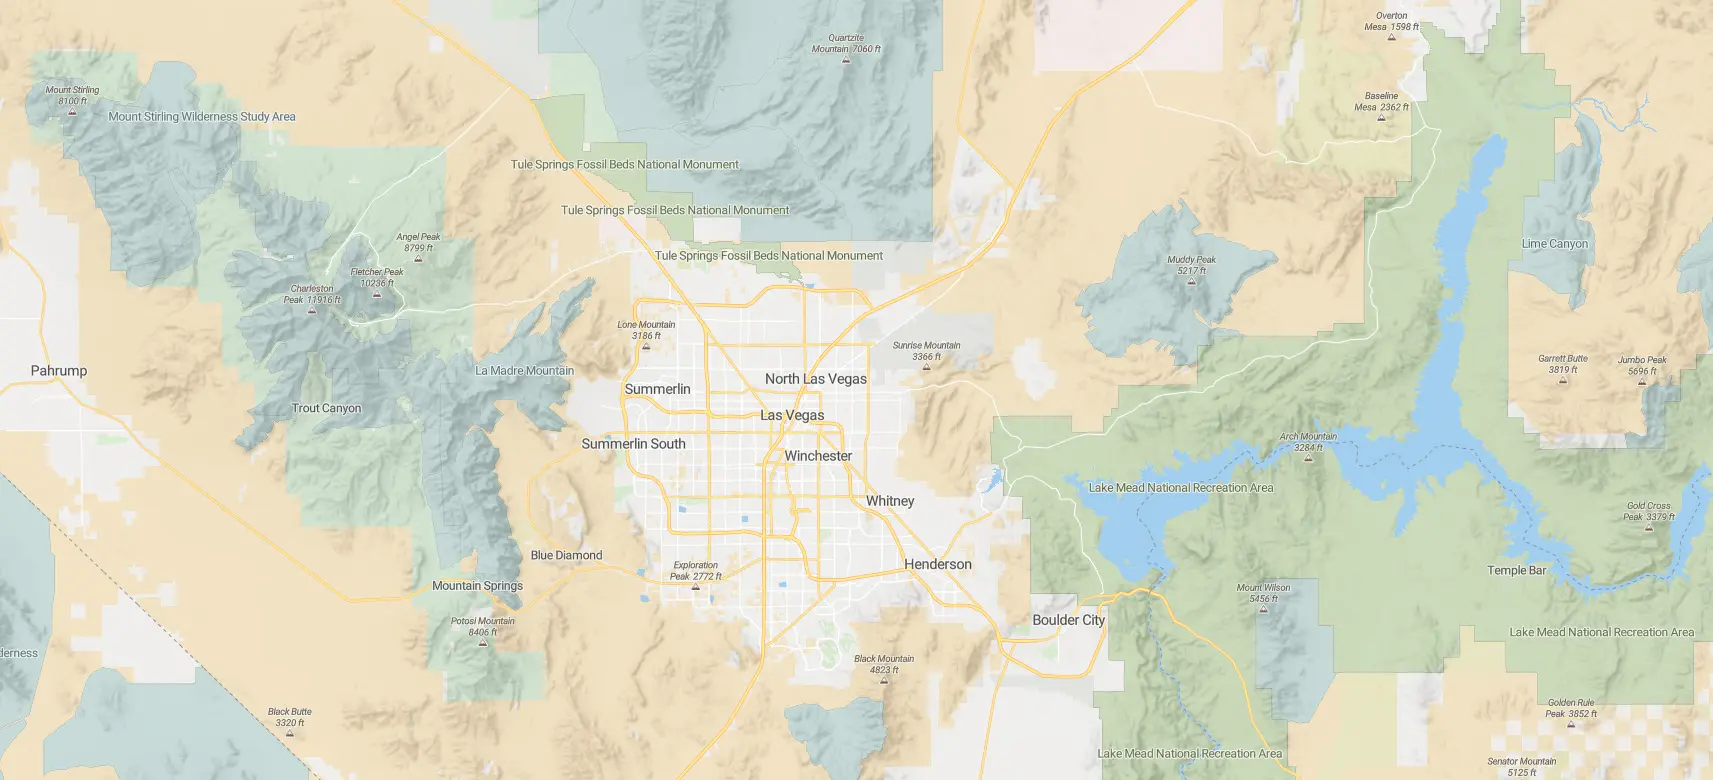 Overton
Mesa 1598 ft
Quartzite
Mountain 7060 ft
Mount Stirling
8100 ft
Baseline
Mesa 2362 ft
Mount Stirling Wilderness Study Area
Tule Springs Fossil Beds National Monument
Tule Springs Fossil Beds National Monument
Angel Peak
8799 ft
Lime Canyon
Tule Springs Fossil Beds National Monument
Muddy Peak
5217 ft
Fletcher Peak
10236 ft
Charleston
Peak 11916 ft
Lone Mountain
3186 ft
Sunrise Mountain
3366 ft
Garrett Butte
3819 ft
Jumbo Peak
5696 ft
Pahrump
La Madre Mountain
North Las Vegas
Summerlin
Trout Canyon
Las Vegas
Summerlin South
Arch Mountain
3284 ft
Winchester
Lake Mead National Recreation Area
Whitney
Gold Cross
Peak 3379 ft
Blue Diamond
Exploration
Peak 2772 ft
Henderson
Temple Bar
Mountain Springs
Mount Wilson
5456 ft
Potosi Mountain
8406 ft
Boulder City
Lake Mead National Recreation Area
lderness
Black Mountain
4823 ft
Black Butte
3320 ft
Golden Rule
Peak 3852 ft
Lake Mead National Recreation Area
Senator Mountain
5125 ft